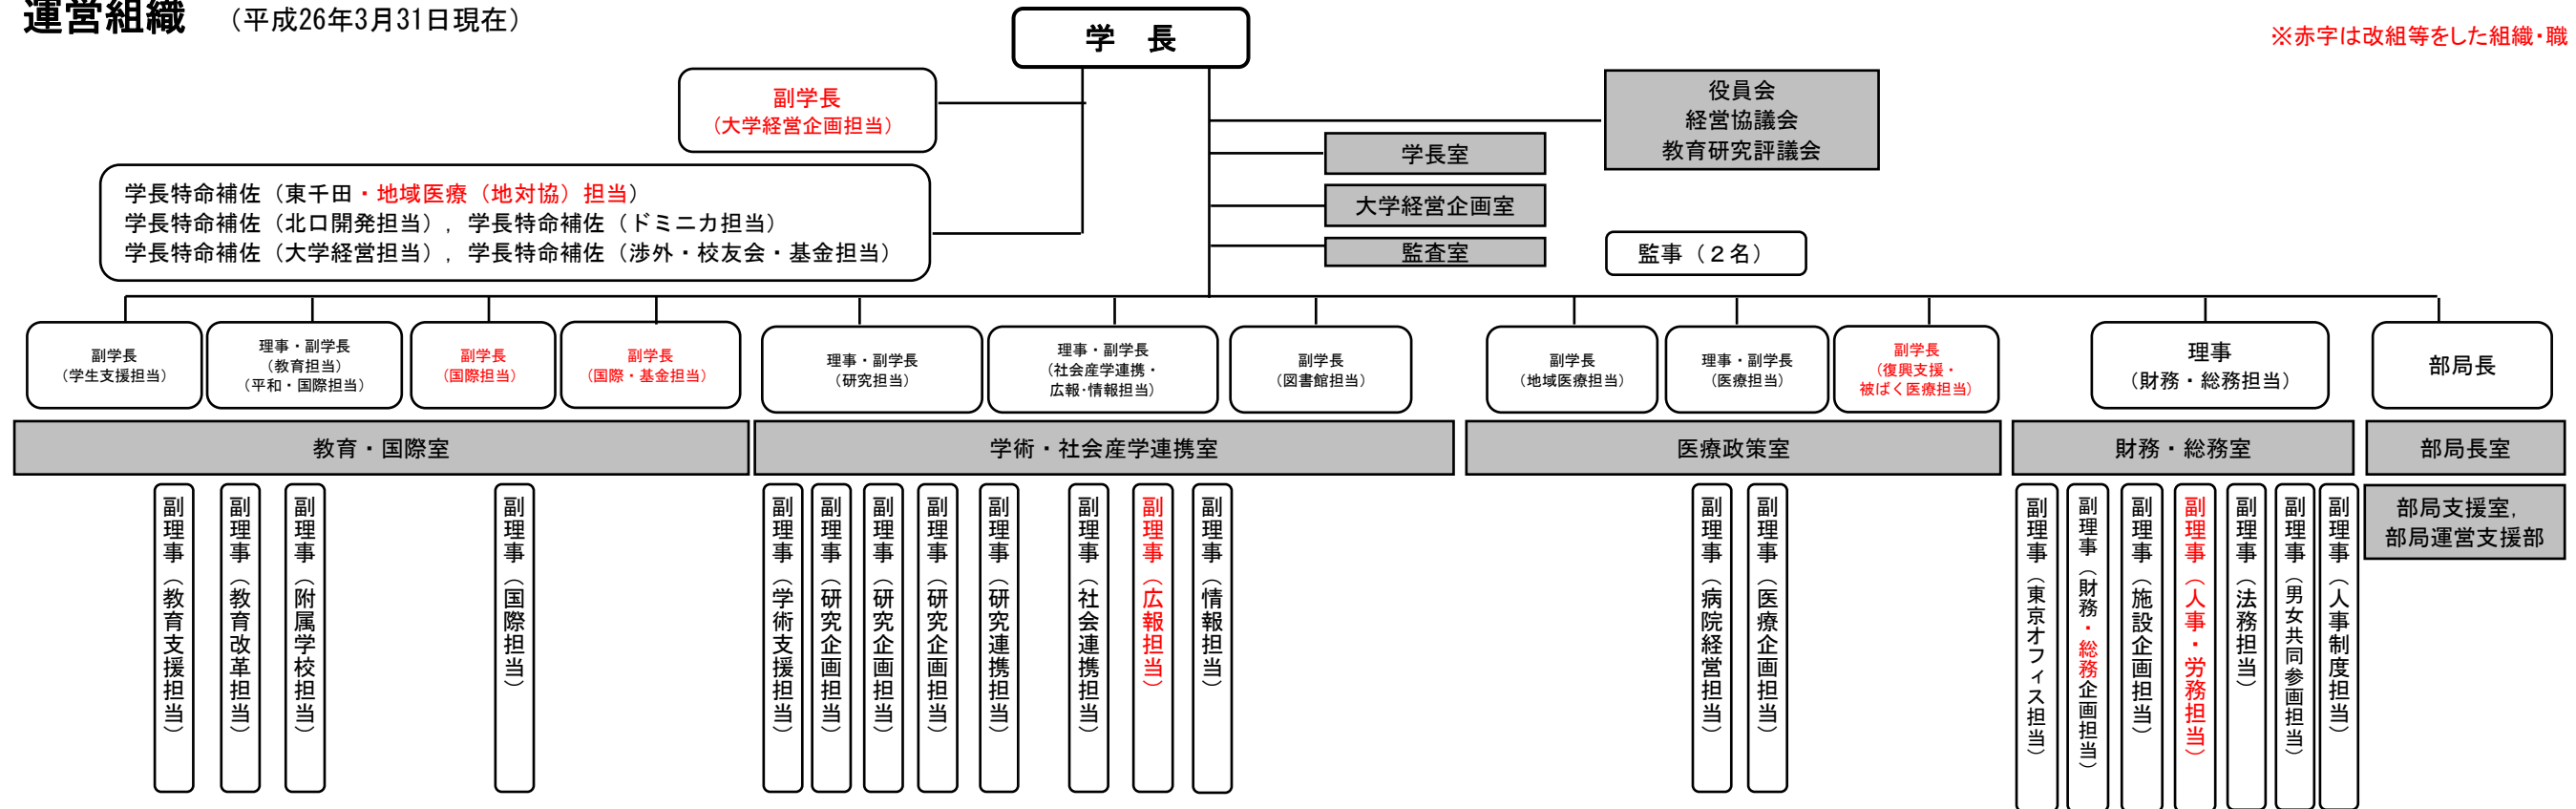 運営組織 （平成26年3月31日現在）
学 長
※赤字は改組等をした組織・職
副学長
（大学経営企画担当）
役員会
経営協議会
教育研究評議会
学長室
大学経営企画室
監査室
監事（２名）
学長特命補佐（東千田・地域医療（地対協）担当）
学長特命補佐（北口開発担当），学長特命補佐（ドミニカ担当）
学長特命補佐（大学経営担当），学長特命補佐（渉外・校友会・基金担当）
副学長
（学生支援担当）
理事・副学長
（教育担当）
（平和・国際担当）
副学長
（国際担当）
副学長
（国際・基金担当）
理事・副学長
（研究担当）
理事・副学長
（社会産学連携・
広報・情報担当）
副学長
（図書館担当）
副学長
（地域医療担当）
理事・副学長
（医療担当）
副学長
（復興支援・
被ばく医療担当）
理事
（財務・総務担当）
部局長
教育・国際室
学術・社会産学連携室
医療政策室
財務・総務室
部局長室
副理事（教育支援担当）
副理事（教育改革担当）
副理事（附属学校担当）
副理事（国際担当）
副理事（学術支援担当）
副理事（研究企画担当）
副理事（研究企画担当）
副理事（研究企画担当）
副理事（研究連携担当）
副理事（社会連携担当）
副理事（広報担当）
副理事（情報担当）
副理事（病院経営担当）
副理事（医療企画担当）
副理事（東京オフィス担当）
副理事（財務・総務企画担当）
副理事（施設企画担当）
副理事（人事・労務担当）
副理事（法務担当）
副理事（男女共同参画担当）
副理事（人事制度担当）
部局支援室，
部局運営支援部